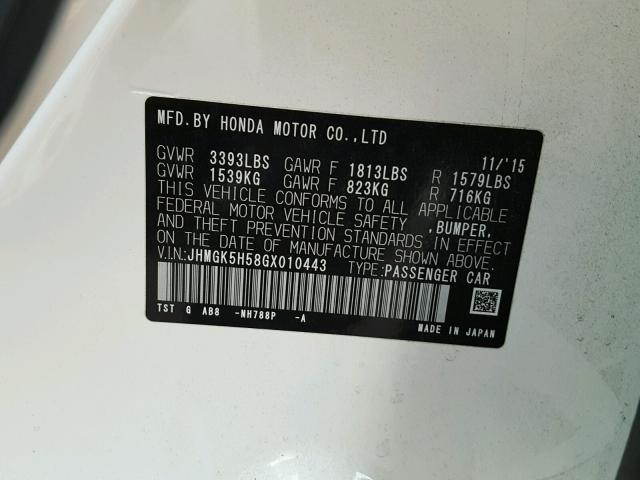 MFD.BY HONDA MOTOR CO.,LTD
11/'15
GVWR 3393LBS GAWR F 1813LBS R 1579LBS
GVWR 1539KG GAWR F 823KG R 716KG
THIS VEHICLE CONFORMS TO ALL APPLICABLE
FEDERAL MOTOR VEHICLE SAFETY ,BUMPER,
AND THEFT PREVENTION STANDARDS IN EFFECT
ON THE DATE OF MANUFACTURE SHOWN ABOVE.
V.I.N:JHMGK5H58GX010443 TYPE:PASSENGER CAR
TST G AB8 -NH788P -A
MADE IN JAPAN